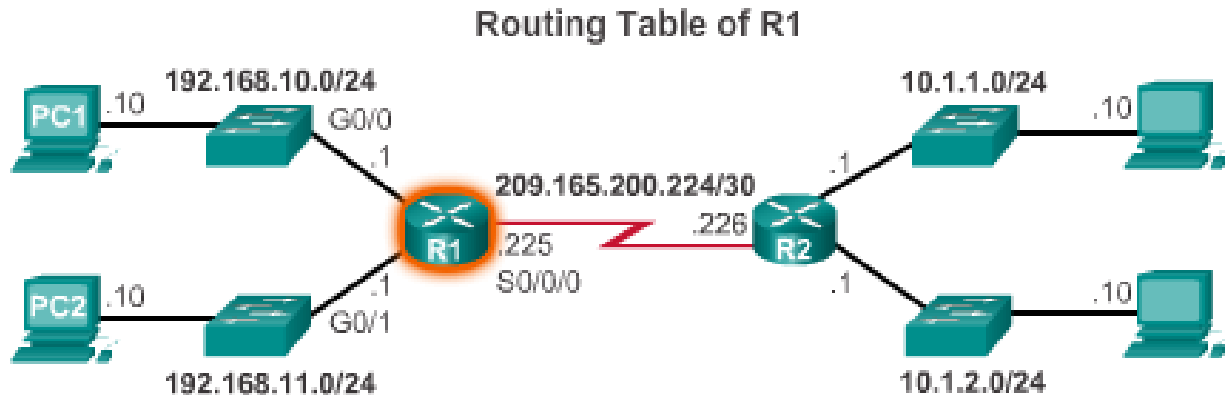 Routing Table of R1
192.168.10.0/24
10.1.1.0/24
PC1
.10
G0/0
.10
.1
.1
209.165.200.224/30
R1
.225
.226
R2
S0/0/0
PC2
.10
.1
G0/1
.1
.10
192.168.11.0/24
10.1.2.0/24